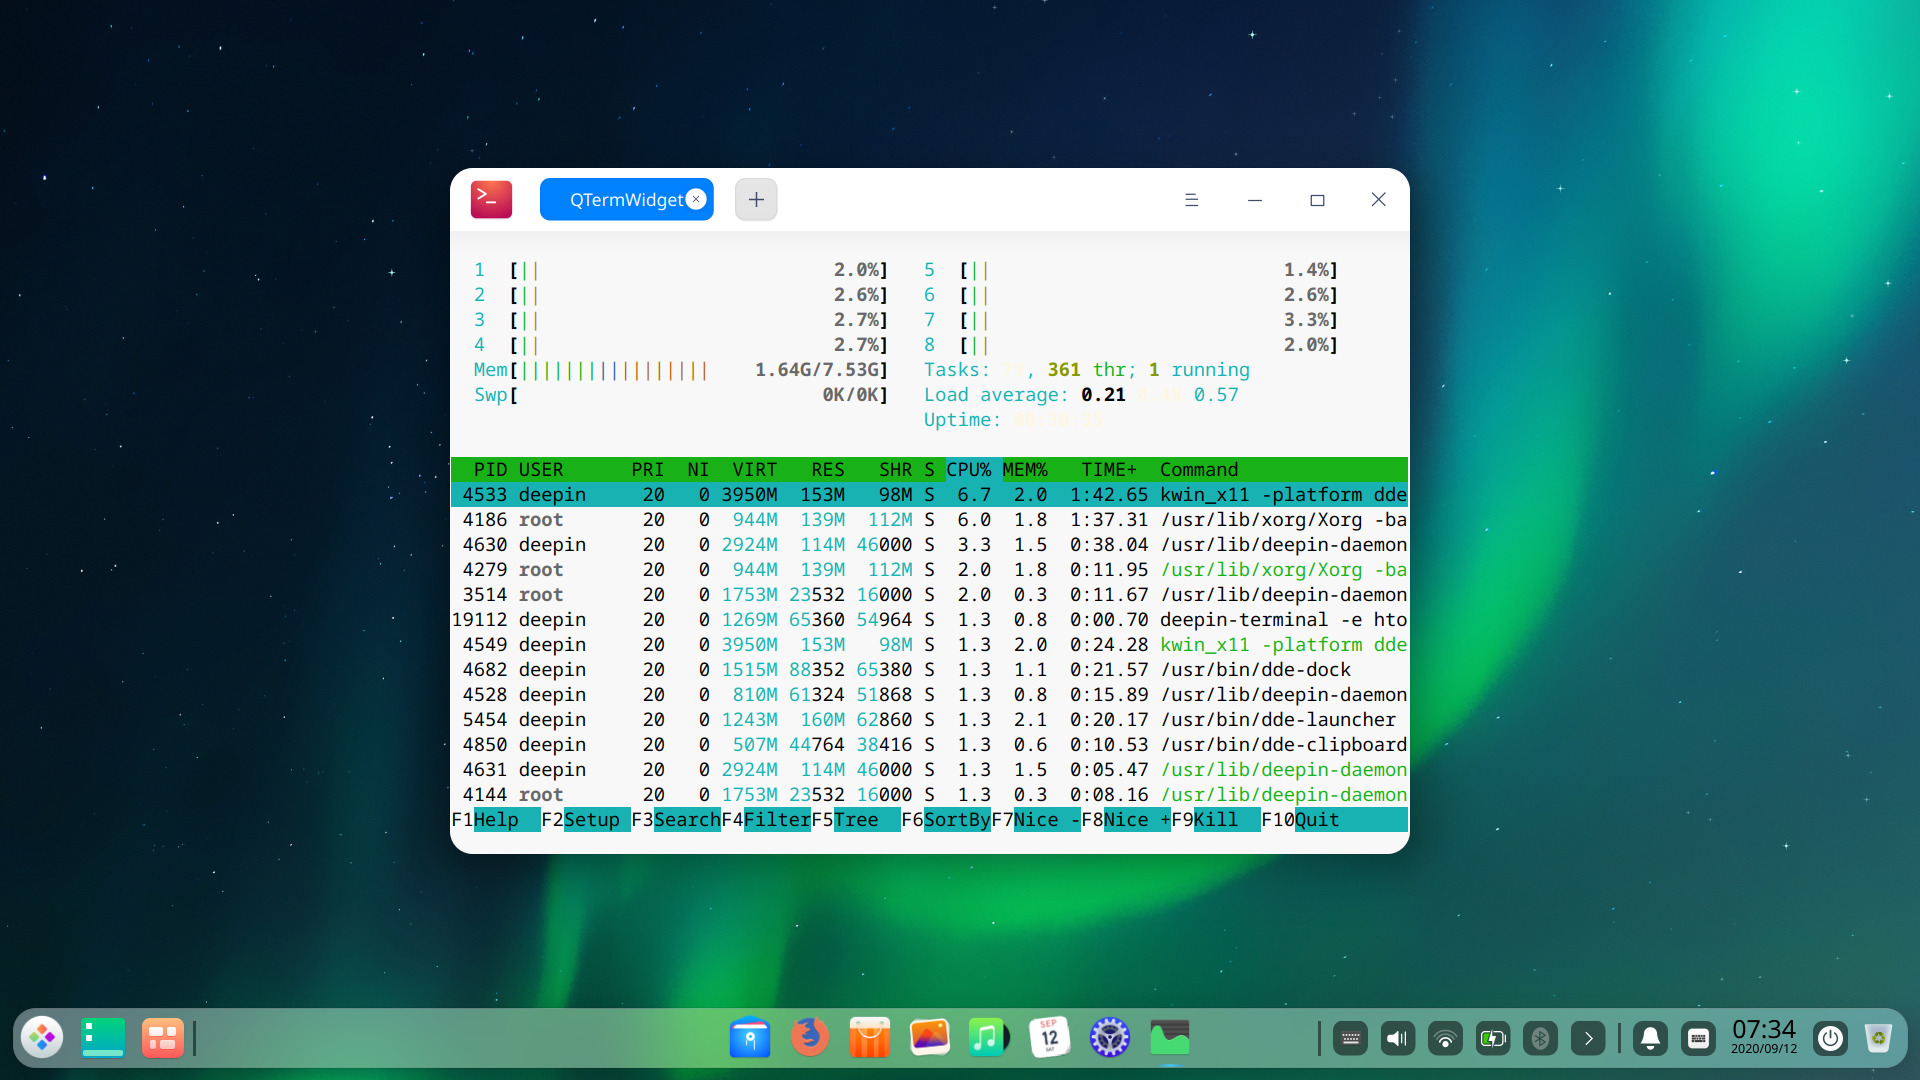 QTermWidget
1 [|| 2.0%] 5 [|| 1.4%]
2 [|| 2.6%] 6 [|| 2.6%]
3 [|| 2.7%] 7 [|| 3.3%]
4 [|| 2.7%] 8 [|| 2.0%]
Mem[||||||||||||||||| 1.64G/7.53G] Tasks: , 361 thr; 1 running
Swp[ 0K/0K] Load average: 0.21 0.57
Uptime:
PID USER PRI NI VIRT RES SHR S CPU% MEM% TIME+ Command
4533 deepin 20 0 3950M 153M 98M S 6.7 2.0 1:42.65 kwin_x11 -platform dde
4186 root 20 0 944M 139M 112M S 6.0 1.8 1:37.31 /usr/lib/xorg/Xorg -ba
4630 deepin 20 0 2924M 114M 46000 S 3.3 1.5 0:38.04 /usr/lib/deepin-daemon
4279 root 20 0 944M 139M 112M S 2.0 1.8 0:11.95 /usr/lib/xorg/Xorg -ba
3514 root 20 0 1753M 23532 16000 S 2.0 0.3 0:11.67 /usr/lib/deepin-daemon
19112 deepin 20 0 1269M 65360 54964 S 1.3 0.8 0:00.70 deepin-terminal -e hto
4549 deepin 20 0 3950M 153M 98M S 1.3 2.0 0:24.28 kwin_x11 -platform dde
4682 deepin 20 0 1515M 88352 65380 S 1.3 1.1 0:21.57 /usr/bin/dde-dock
4528 deepin 20 0 810M 61324 51868 S 1.3 0.8 0:15.89 /usr/lib/deepin-daemon
5454 deepin 20 0 1243M 160M 62860 S 1.3 2.1 0:20.17 /usr/bin/dde-launcher
4850 deepin 20 0 507M 44764 38416 S 1.3 0.6 0:10.53 /usr/bin/dde-clipboard
4631 deepin 20 0 2924M 114M 46000 S 1.3 1.5 0:05.47 /usr/lib/deepin-daemon
4144 root 20 0 1753M 23532 16000 S 1.3 0.3 0:08.16 /usr/lib/deepin-daemon
F1Help F2Setup F3SearchF4FilterF5Tree F6SortByF7Nice -F8Nice +F9Kill F10Quit
SEP
12
SAT
07:34
2020/09/12